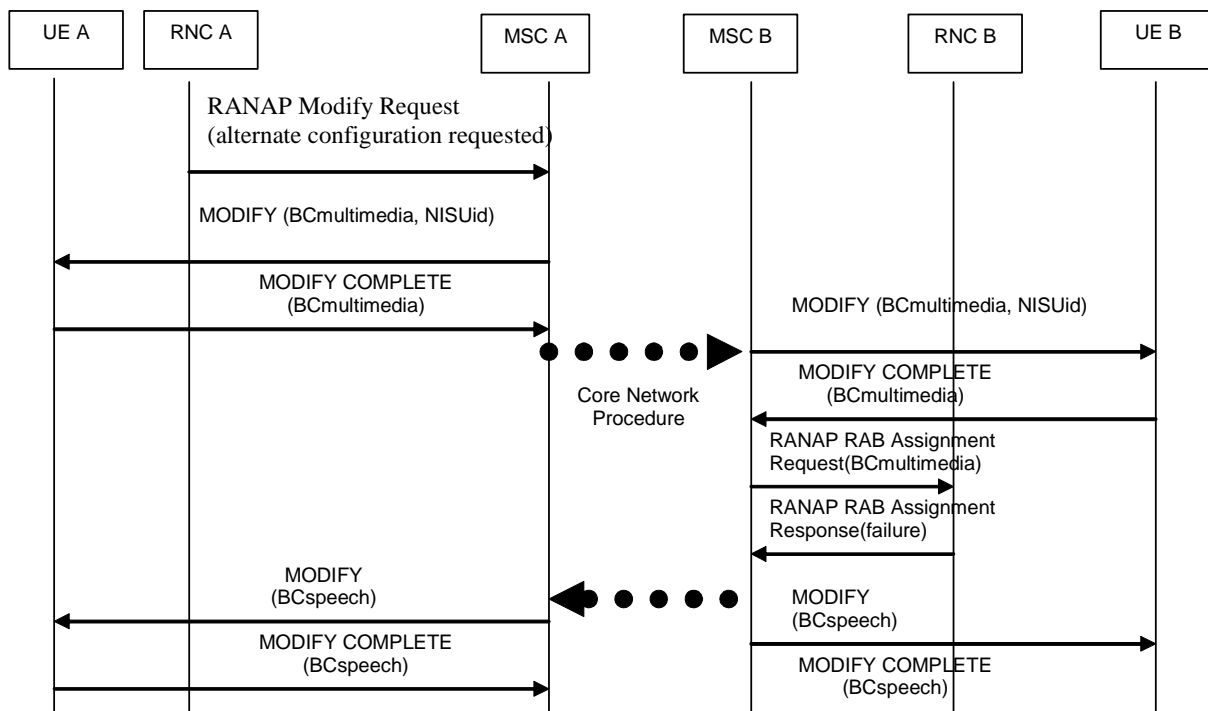 UE A
RNC A
MSC A
MSC B
RNC B
UE B
RANAP Modify Request
(alternate configuration requested)
MODIFY (BCmultimedia, NISUid)
MODIFY COMPLETE
(BCmultimedia)
MODIFY (BCmultimedia, NISUid)
Core Network
Procedure
MODIFY COMPLETE
(BCmultimedia)
RANAP RAB Assignment
Request(BCmultimedia)
RANAP RAB Assignment
Response(failure)
MODIFY
(BCspeech)
MODIFY COMPLETE
(BCspeech)
MODIFY
(BCspeech)
MODIFY COMPLETE
(BCspeech)